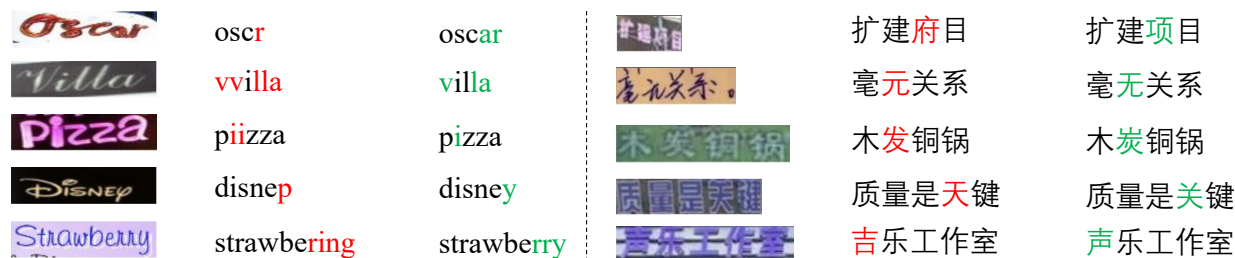 Oscar oscr oscar 扩建项目 扩建府目 扩建项目
Villa vvilla villa 毫无关系。 毫元关系 毫无关系
Pizza piizza pizza 木炭铜锅 木发铜锅 木炭铜锅
DISNEY disnep disney 质量是关键 质量是天键 质量是关键
Strawberry strawbering strawberry 声乐工作室 吉乐工作室 声乐工作室